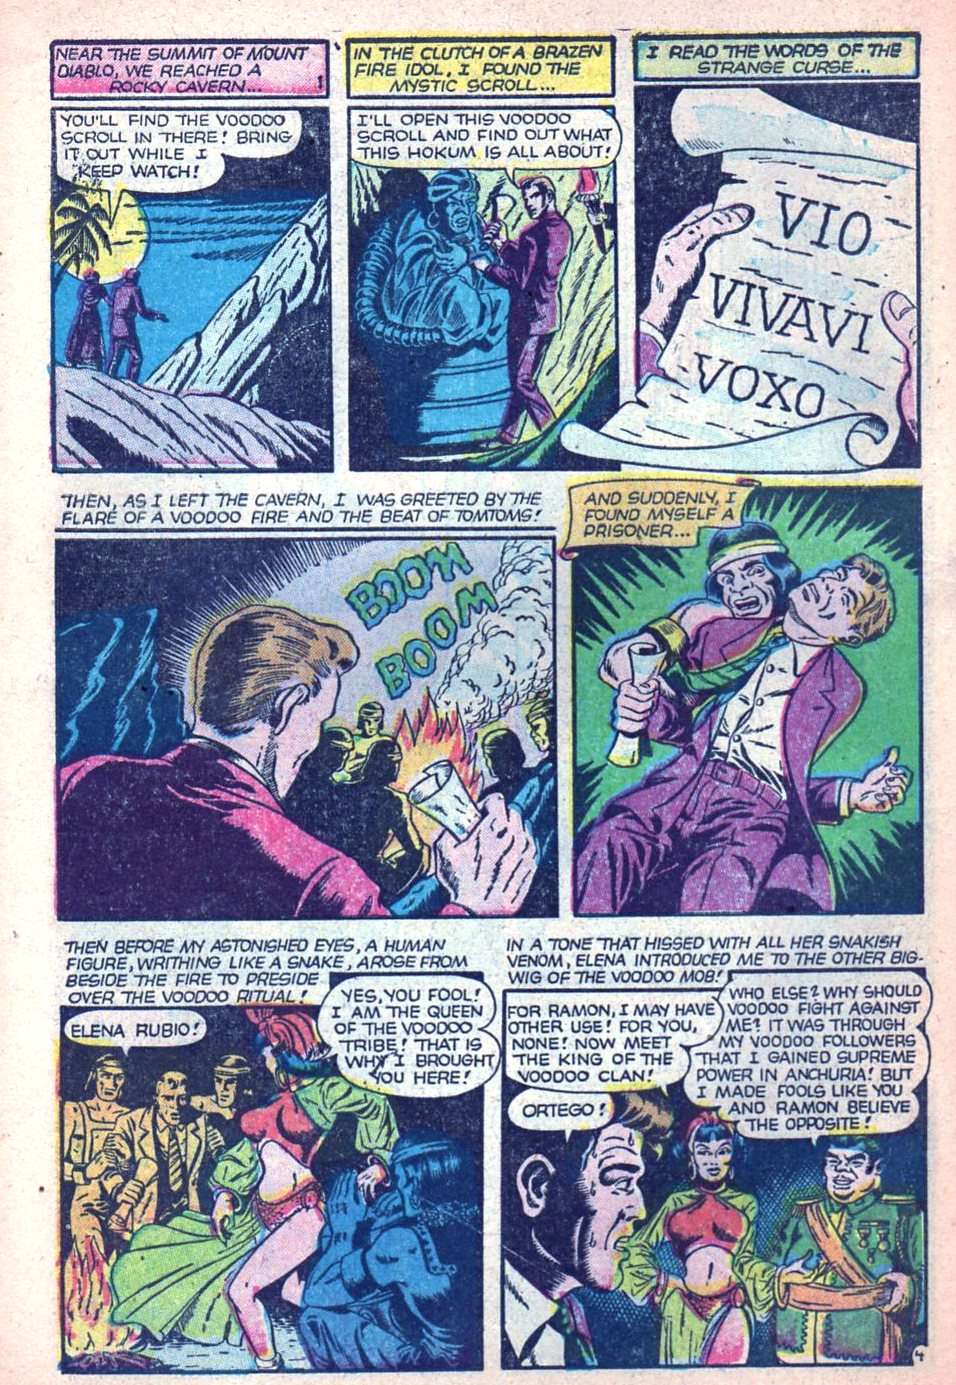 NEAR THE SUMMIT OF MOUNT
DIABLO, WE REACHED A
ROCKY CAVERN...
YOU'LL FIND THE VOODOO
SCROLL IN THERE! BRING
IT OUT WHILE I
KEEP WATCH!
IN THE CLUTCH OF A BRAZEN
FIRE IDOL, I FOUND THE
MYSTIC SCROLL...
I'LL OPEN THIS VOODOO
SCROLL AND FIND OUT WHAT
THIS HOKUM IS ALL ABOUT!
I READ THE WORDS OF THE
STRANGE CURSE...
VIO
VIVAVI
VOXO
THEN, AS I LEFT THE CAVERN, I WAS GREETED BY THE
FLARE OF A VOODOO FIRE AND THE BEAT OF TOMTOMS!
BOOM
BOOM
AND SUDDENLY, I
FOUND MYSELF A
PRISONER...
THEN BEFORE MY ASTONISHED EYES, A HUMAN
FIGURE, WRITHING LIKE A SNAKE, AROSE FROM
BESIDE THE FIRE TO PRESIDE
OVER THE VOODOO RITUAL!
ELENA RUBIO!
YES, YOU FOOL!
I AM THE QUEEN
OF THE VOODOO
TRIBE! THAT IS
WHY I BROUGHT
YOU HERE!
IN A TONE THAT HISSED WITH ALL HER SNAKISH
VENOM, ELENA INTRODUCED ME TO THE OTHER BIG-
WIG OF THE VOODOO MOB!
FOR RAMON, I MAY HAVE
OTHER USE! FOR YOU,
NONE! NOW MEET
THE KING OF THE
VOODOO CLAN!
ORTEGO!
WHO ELSE? WHY SHOULD
VOODOO FIGHT AGAINST
ME? IT WAS THROUGH
MY VOODOO FOLLOWERS
THAT I GAINED SUPREME
POWER IN ANCHURIA! BUT
I MADE FOOLS LIKE YOU
AND RAMON BELIEVE
THE OPPOSITE!
4